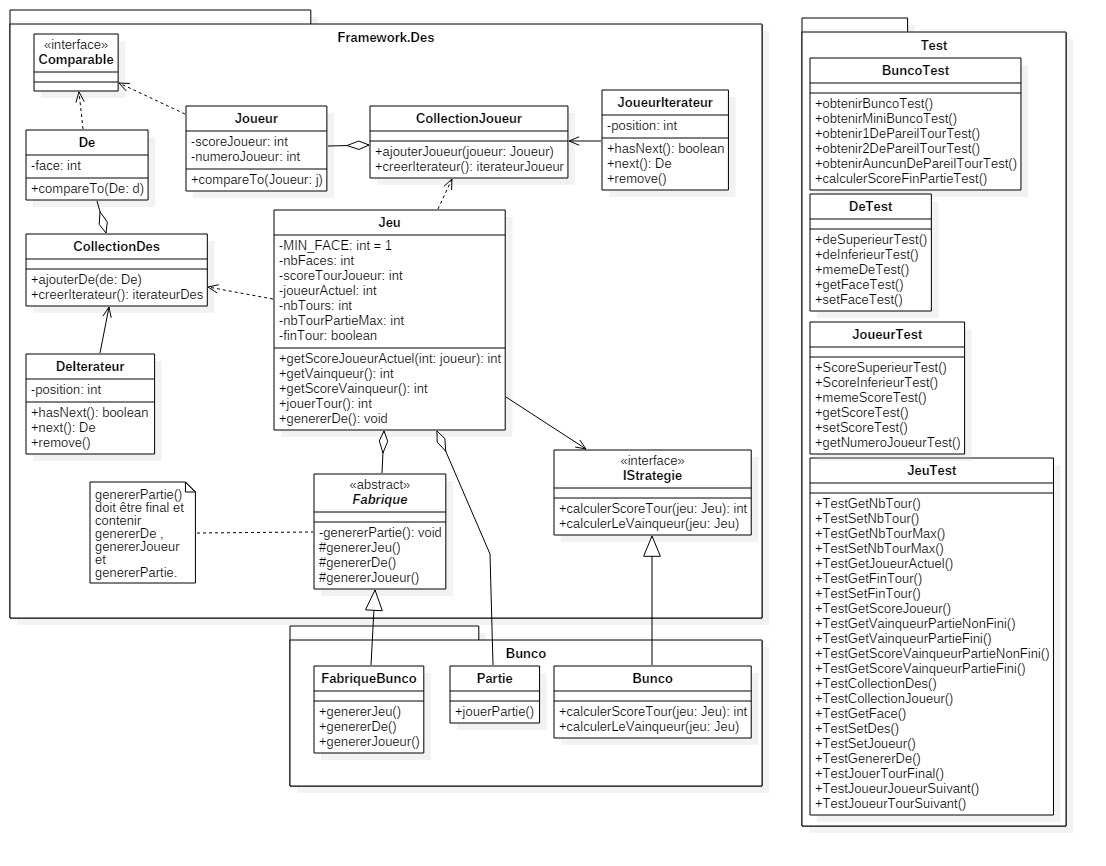 Framework.Des
«interface»
Comparable
De
-face: int
+compareTo(De: d)
Joueur
-scoreJoueur: int
-numeroJoueur: int
+compareTo(Joueur: j)
CollectionJoueur
+ajouterJoueur(joueur: Joueur)
+creerIterateur(): iterateurJoueur
JoueurIterateur
-position: int
+hasNext(): boolean
+next(): De
+remove()
CollectionDes
+ajouterDe(de: De)
+creerIterateur(): iterateurDes
DeIterateur
-position: int
+hasNext(): boolean
+next(): De
+remove()
Jeu
-MIN_FACE: int = 1
-nbFaces: int
-scoreTourJoueur: int
-joueurActuel: int
-nbTours: int
-nbTourPartieMax: int
-finTour: boolean
+getScoreJoueurActuel(int: joueur): int
+getVainqueur(): int
+getScoreVainqueur(): int
+jouerTour(): int
+genererDe(): void
genererPartie()
doit être final et
contenir
genererDe ,
genererJoueur
et
genererPartie.
«abstract»
Fabrique
-genererPartie(): void
#genererJeu()
#genererDe()
#genererJoueur()
«interface»
IStrategie
+calculerScoreTour(jeu: Jeu): int
+calculerLeVainqueur(jeu: Jeu)
Bunco
FabriqueBunco
+genererJeu()
+genererDe()
+genererJoueur()
Partie
+jouerPartie()
Bunco
+calculerScoreTour(jeu: Jeu): int
+calculerLeVainqueur(jeu: Jeu)
Test
BuncoTest
+obtenirBuncoTest()
+obtenirMiniBuncoTest()
+obtenir1DePareilTourTest()
+obtenir2DePareilTourTest()
+obtenirAuncunDePareilTourTest()
+calculerScoreFinPartieTest()
DeTest
+deSuperieurTest()
+deInferieurTest()
+memeDeTest()
+getFaceTest()
+setFaceTest()
JoueurTest
+ScoreSuperieurTest()
+ScoreInferieurTest()
+memeScoreTest()
+getScoreTest()
+setScoreTest()
+getNumeroJoueurTest()
JeuTest
+TestGetNbTour()
+TestSetNbTour()
+TestGetNbTourMax()
+TestSetNbTourMax()
+TestGetJoueurActuel()
+TestGetFinTour()
+TestSetFinTour()
+TestGetScoreJoueur()
+TestGetVainqueurPartieNonFini()
+TestGetVainqueurPartieFini()
+TestGetScoreVainqueurPartieNonFini()
+TestGetScoreVainqueurPartieFini()
+TestCollectionDes()
+TestCollectionJoueur()
+TestGetFace()
+TestSetDes()
+TestSetJoueur()
+TestGenererDe()
+TestJouerTourFinal()
+TestJoueurJoueurSuivant()
+TestJoueurTourSuivant()